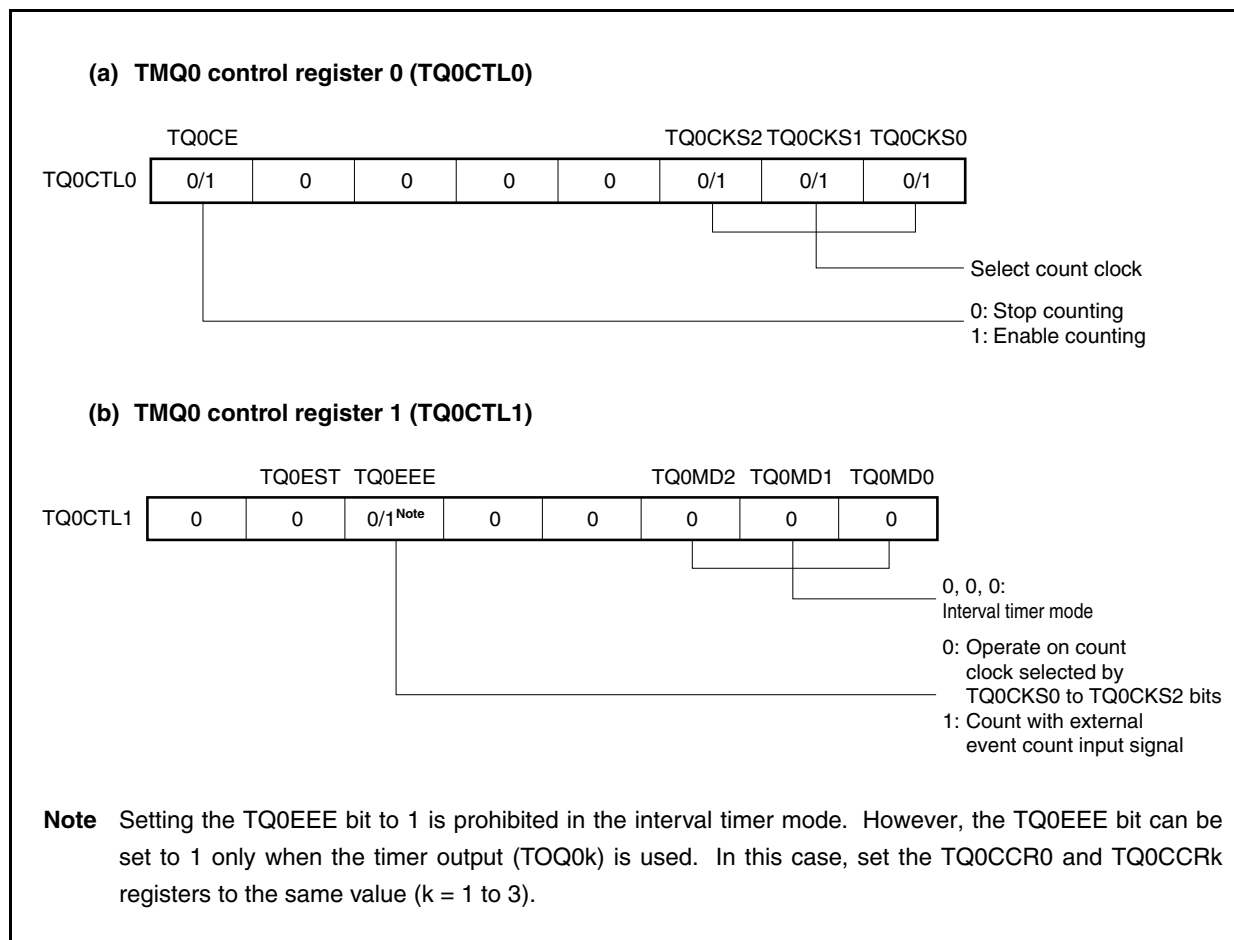 (a) TMQ0 control register 0 (TQ0CTL0)
TQ0CE TQ0CKS2 TQ0CKS1 TQ0CKS0
TQ0CTL0 0/1 0 0 0 0 0/1 0/1 0/1
Select count clock
0: Stop counting
1: Enable counting
(b) TMQ0 control register 1 (TQ0CTL1)
TQ0EST TQ0EEE TQ0MD2 TQ0MD1 TQ0MD0
TQ0CTL1 0 0 0/1Note 0 0 0 0 0
0, 0, 0:
Interval timer mode
0: Operate on count
clock selected by
TQ0CKS0 to TQ0CKS2 bits
1: Count with external
event count input signal
Note Setting the TQ0EEE bit to 1 is prohibited in the interval timer mode. However, the TQ0EEE bit can be
set to 1 only when the timer output (TOQ0k) is used. In this case, set the TQ0CCR0 and TQ0CCRk
registers to the same value (k = 1 to 3).